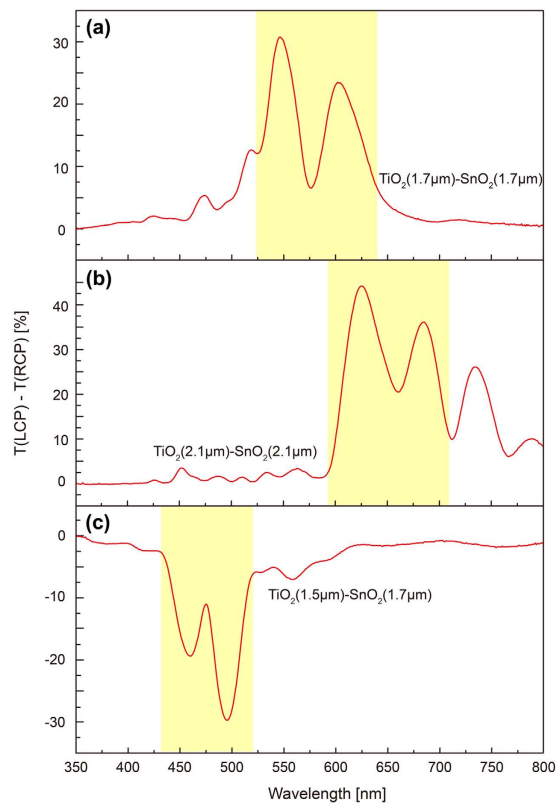 (a)
30
20
10
0
TiO₂(1.7μm)-SnO₂(1.7μm)
(b)
40
30
20
10
0
TiO₂(2.1μm)-SnO₂(2.1μm)
T(LCP) - T(RCP) [%]
(c)
0
-10
-20
-30
TiO₂(1.5μm)-SnO₂(1.7μm)
350 400 450 500 550 600 650 700 750 800
Wavelength [nm]